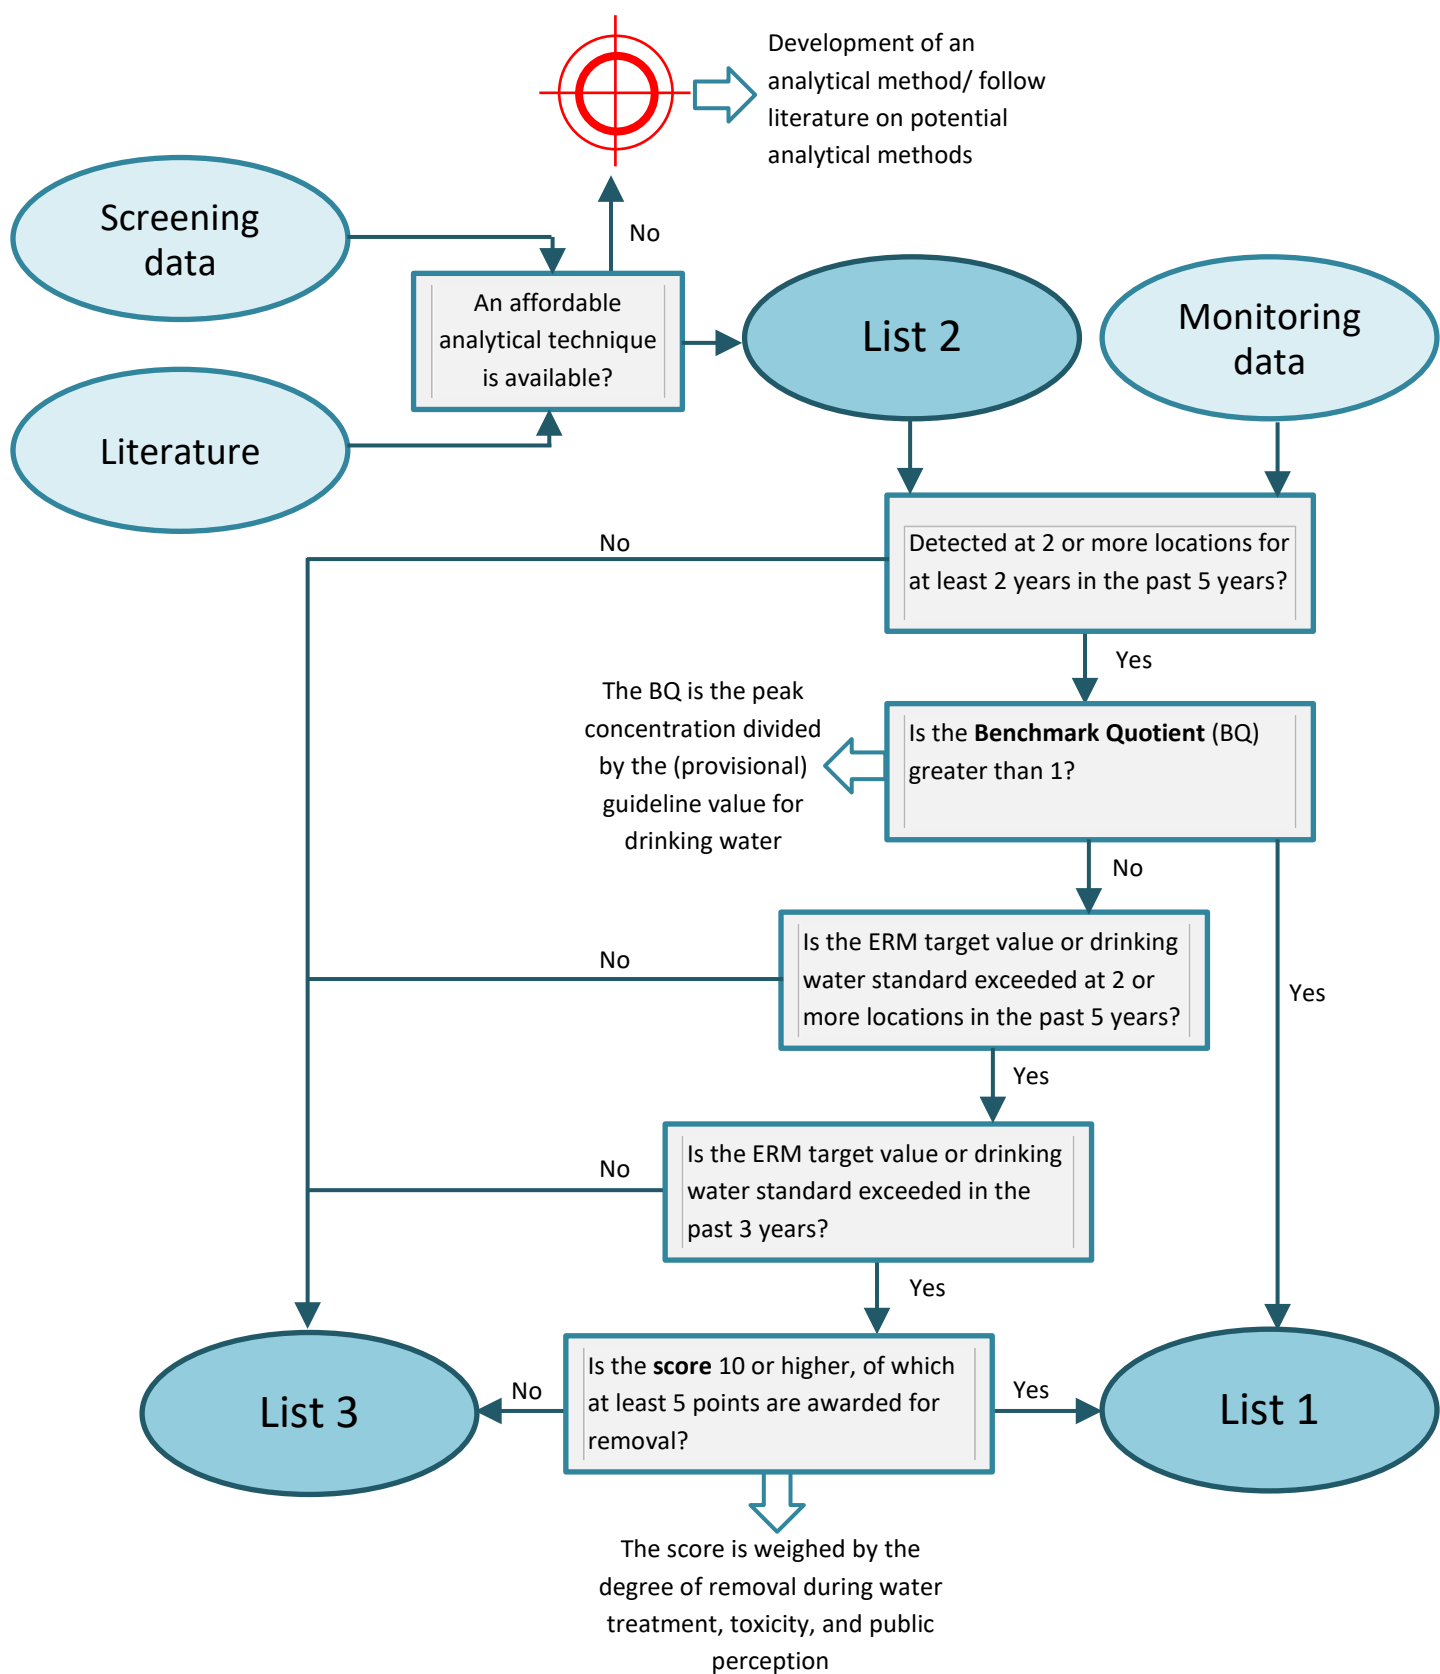 Development of an
analytical method/ follow
literature on potential
analytical methods
Screening
data
No
An affordable
analytical technique
is available?
List 2
Monitoring
data
Literature
No
Detected at 2 or more locations for
at least 2 years in the past 5 years?
Yes
The BQ is the peak
concentration divided
by the (provisional)
guideline value for
drinking water
Is the Benchmark Quotient (BQ)
greater than 1?
No
Yes
No
Is the ERM target value or drinking
water standard exceeded at 2 or
more locations in the past 5 years?
Yes
No
Is the ERM target value or drinking
water standard exceeded in the
past 3 years?
Yes
List 3
No
Is the score 10 or higher, of which
at least 5 points are awarded for
removal?
Yes
List 1
The score is weighed by the
degree of removal during water
treatment, toxicity, and public
perception